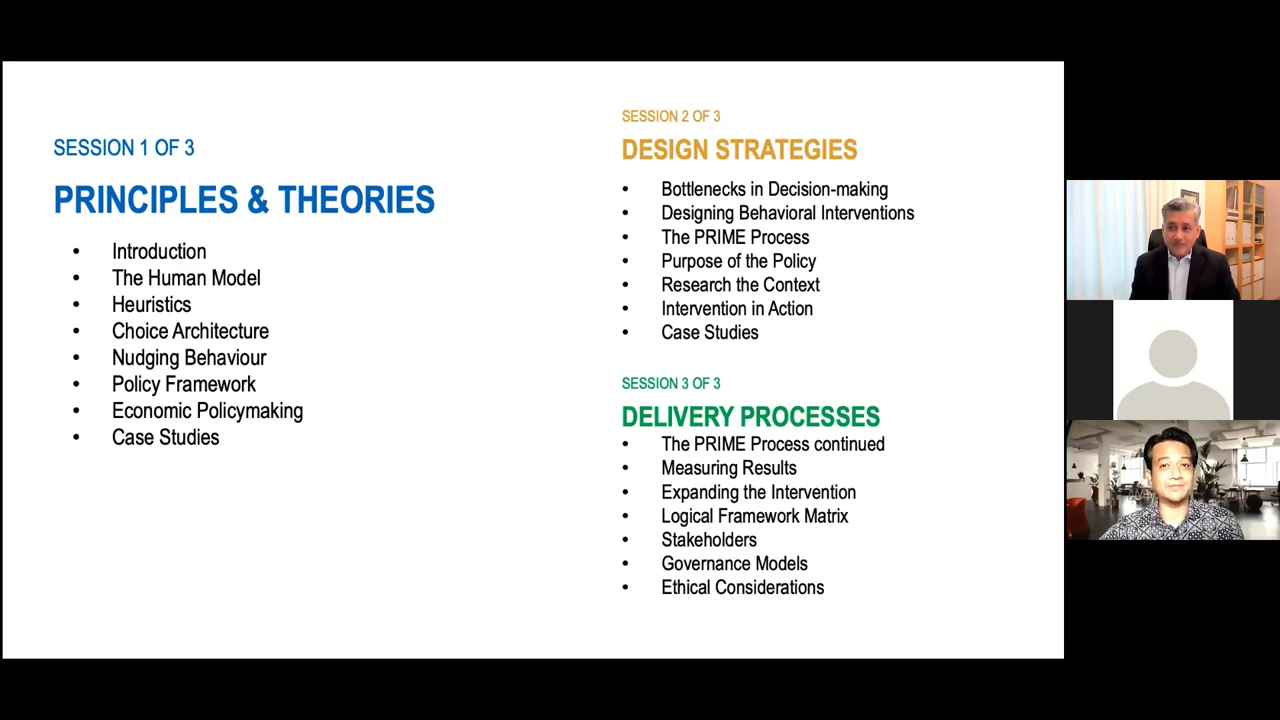 SESSION 1 OF 3
PRINCIPLES & THEORIES
• Introduction
• The Human Model
• Heuristics
• Choice Architecture
• Nudging Behaviour
• Policy Framework
• Economic Policymaking
• Case Studies
SESSION 2 OF 3
DESIGN STRATEGIES
• Bottlenecks in Decision-making
• Designing Behavioral Interventions
• The PRIME Process
• Purpose of the Policy
• Research the Context
• Intervention in Action
• Case Studies
SESSION 3 OF 3
DELIVERY PROCESSES
• The PRIME Process continued
• Measuring Results
• Expanding the Intervention
• Logical Framework Matrix
• Stakeholders
• Governance Models
• Ethical Considerations